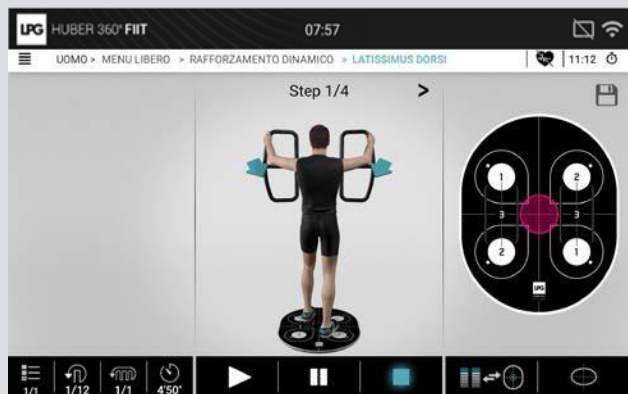 LPG HUBER 360° FIIT 07:57
UOMO > MENU LIBERO > RAFFORZAMENTO DINAMICO > LATISSIMUS DORSI 11:12
Step 1/4 >
1 2
3 3
2 1
LPG
1/1 1/12 1/1 4'50"